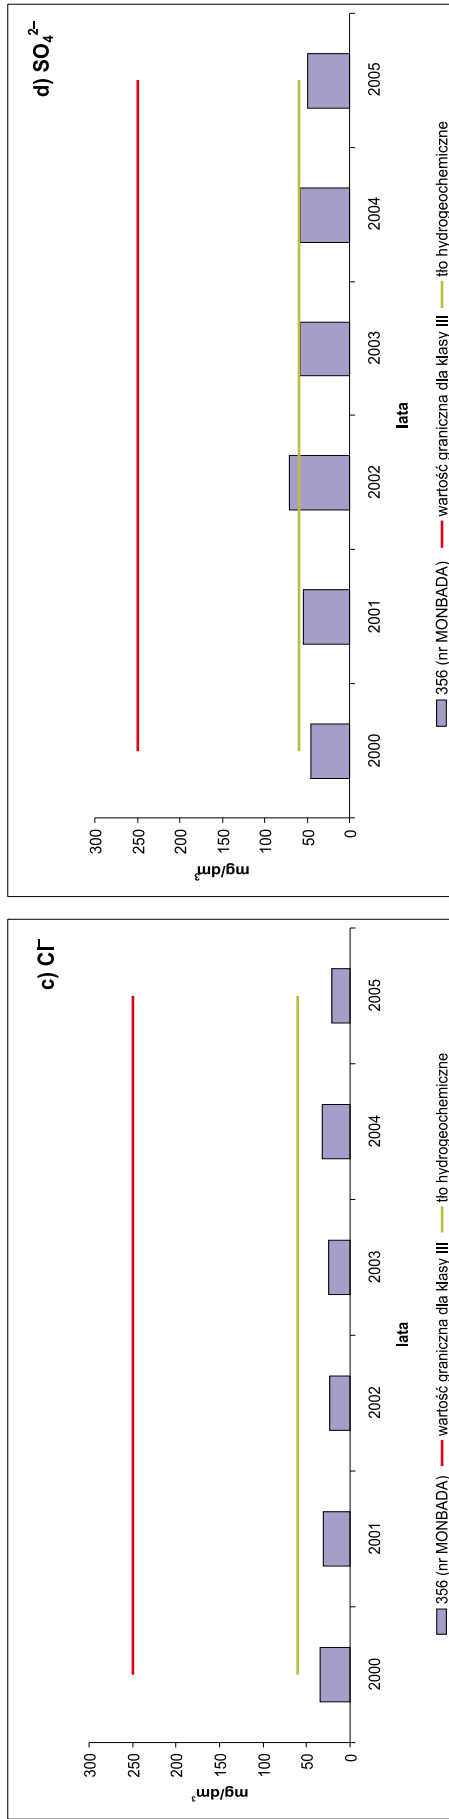 c) Cl⁻
300
250
200
150
100
50
0
mg/dm³
2000 2001 2002 2003 2004 2005
lata
356 (nr MONBADA) wartość graniczna dla klasy III tło hydrogeochemiczne
d) SO₄²⁻
300
250
200
150
100
50
0
mg/dm³
2000 2001 2002 2003 2004 2005
lata
356 (nr MONBADA) wartość graniczna dla klasy III tło hydrogeochemiczne